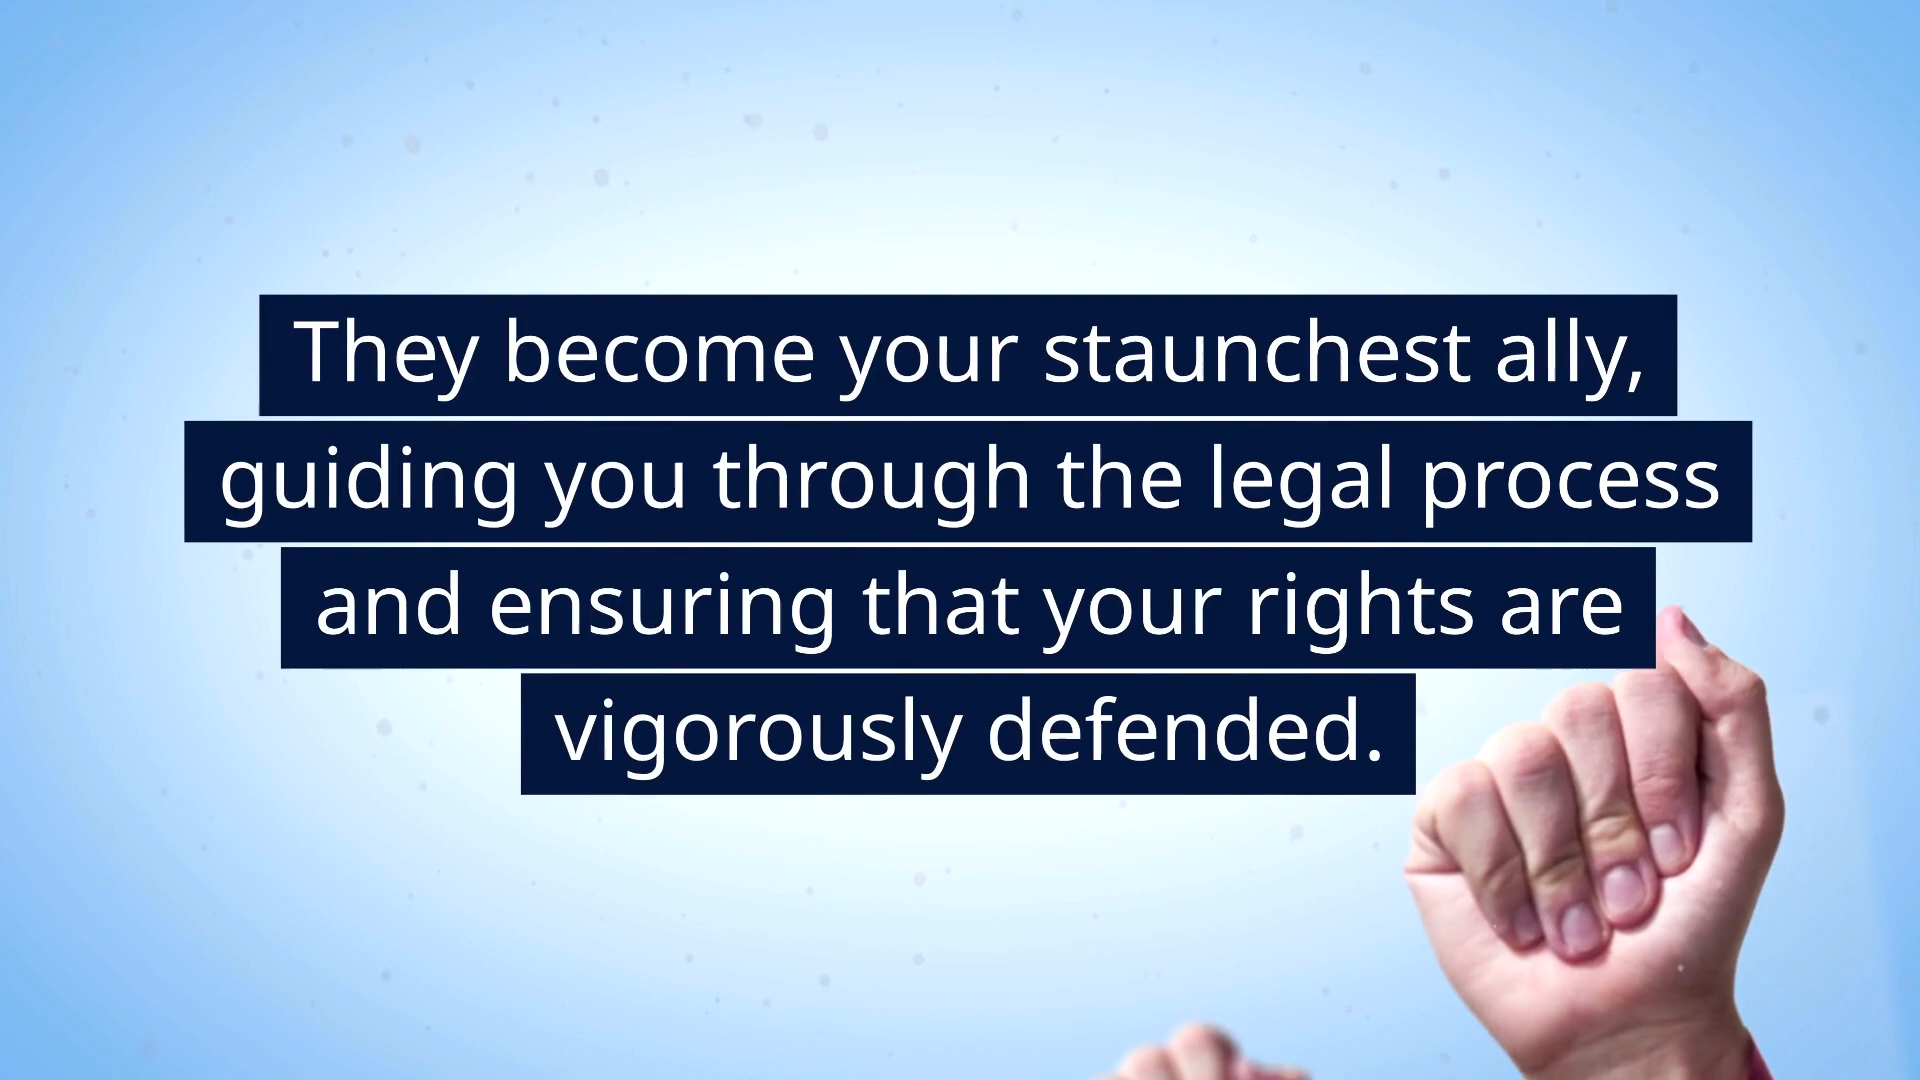 They become your staunchest ally,
guiding you through the legal process
and ensuring that your rights are
vigorously defended.